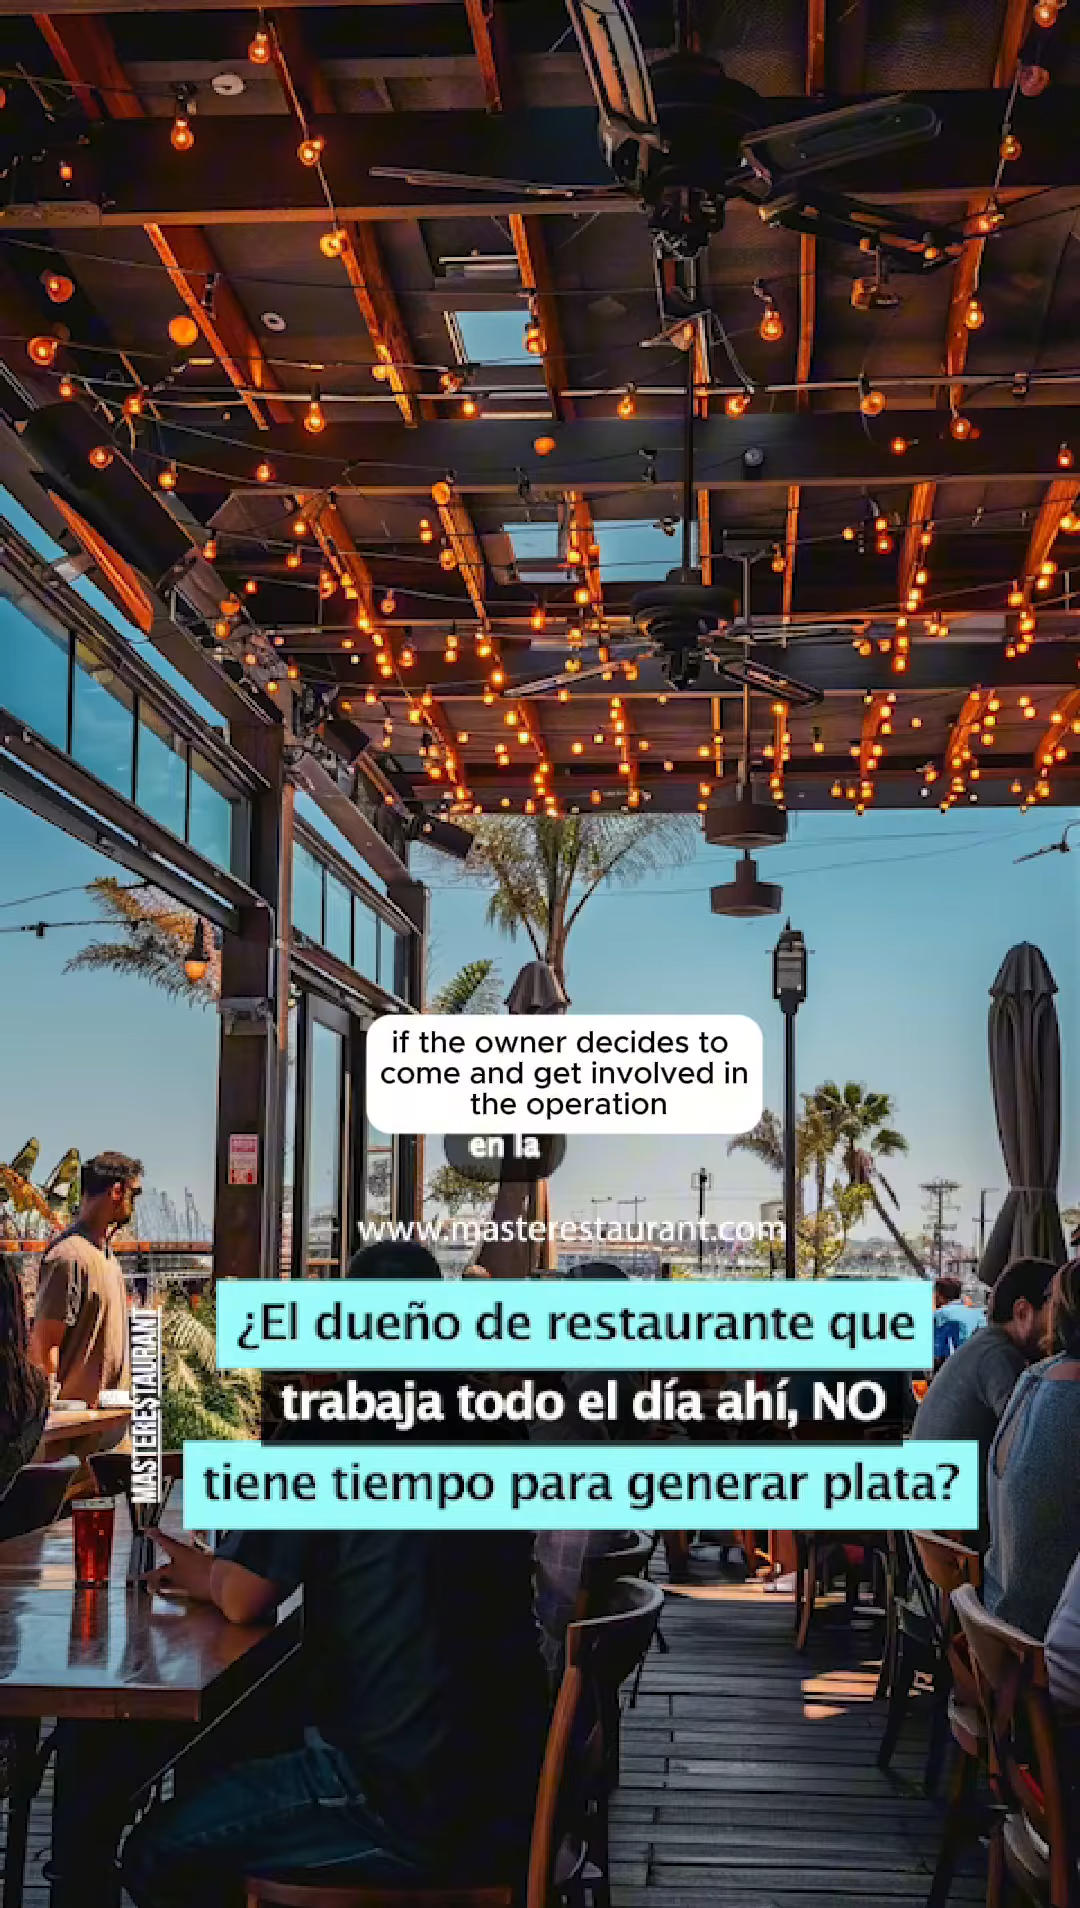 if the owner decides to
come and get involved in
the operation
en la
www.masterestaurant.com
¿El dueño de restaurante que
trabaja todo el día ahí, NO
tiene tiempo para generar plata?
MASTERESTAURANT